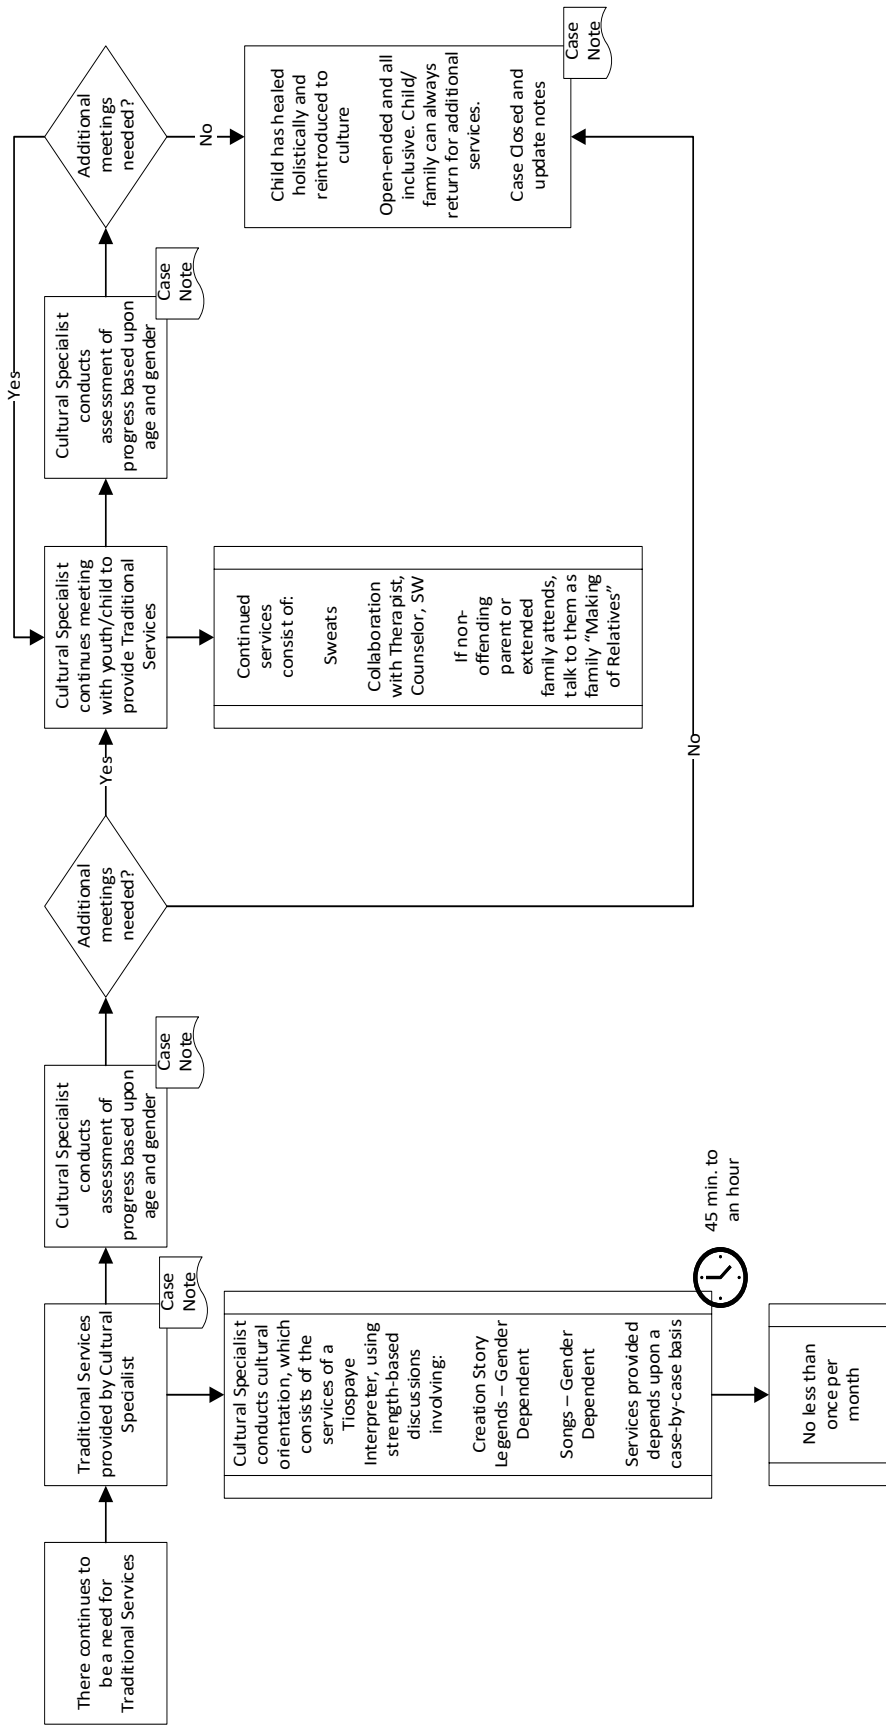 There continues to
be a need for
Traditional Services
Traditional Services
provided by Cultural
Specialist
Case
Note
Cultural Specialist
conducts cultural
orientation, which
consists of the
services of a
Tiospaye
Interpreter, using
strength-based
discussions
involving:
Creation Story
Legends – Gender
Dependent
Songs – Gender
Dependent
Services provided
depends upon a
case-by-case basis
45 min. to
an hour
No less than
once per
month
Cultural Specialist
conducts
assessment of
progress based upon
age and gender
Case
Note
Additional
meetings
needed?
Yes
No
Cultural Specialist
continues meeting
with youth/child to
provide Traditional
Services
Continued
services
consist of:
Sweats
Collaboration
with Therapist,
Counselor, SW
If non-
offending
parent or
extended
family attends,
talk to them as
family “Making
of Relatives”
Cultural Specialist
conducts
assessment of
progress based upon
age and gender
Case
Note
Additional
meetings
needed?
Yes
No
Child has healed
holistically and
reintroduced to
culture
Open-ended and all
inclusive. Child/
family can always
return for additional
services.
Case Closed and
update notes
Case
Note